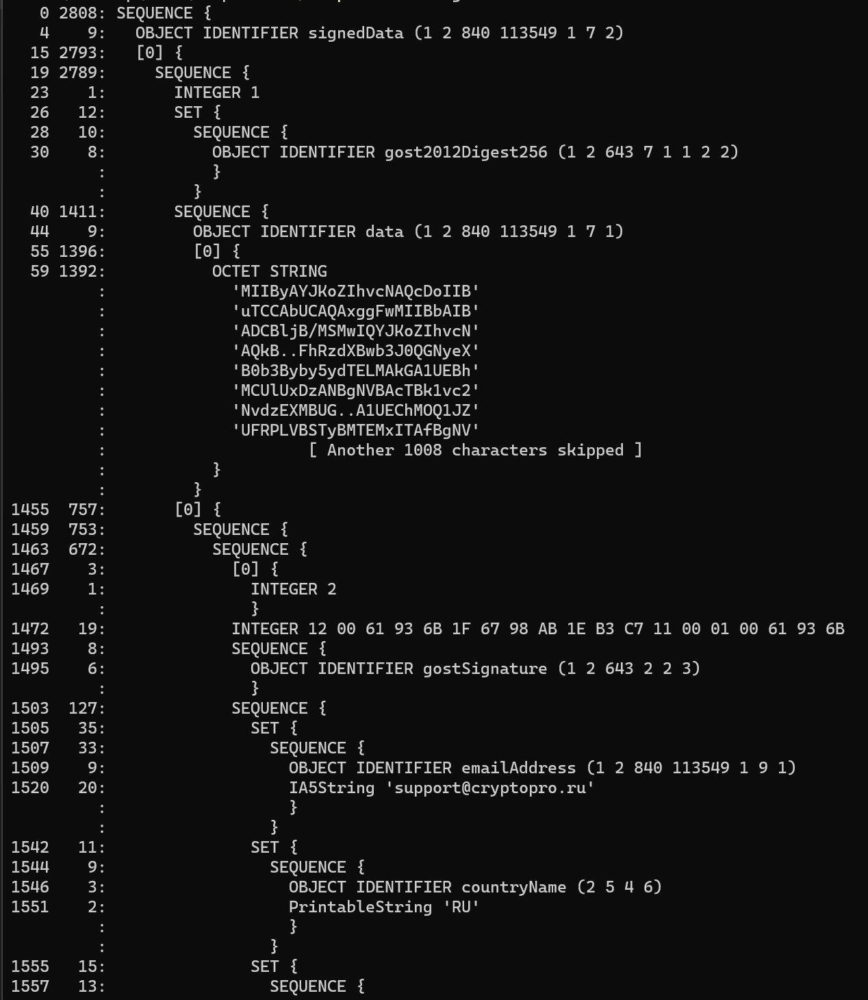 0 2808: SEQUENCE {
4 9: OBJECT IDENTIFIER signedData (1 2 840 113549 1 7 2)
15 2793: [0] {
19 2789: SEQUENCE {
23 1: INTEGER 1
26 12: SET {
28 10: SEQUENCE {
30 8: OBJECT IDENTIFIER gost2012Digest256 (1 2 643 7 1 1 2 2)
: }
: }
40 1411: SEQUENCE {
44 9: OBJECT IDENTIFIER data (1 2 840 113549 1 7 1)
55 1396: [0] {
59 1392: OCTET STRING
: 'MIIByAYJKoZIhvcNAQcDoIIB'
: 'uTCCAbUCAQAxggFwMIIBbAIB'
: 'ADCBljB/MSMwIQYJKoZIhvcN'
: 'AQkB..FhRzdXBwb3J0QGNyeX'
: 'B0b3Byby5ydTELMAkGA1UEBh'
: 'MCUlUxDzANBgNVBAcTBk1vc2'
: 'NvdzEXMBUG..A1UEChMOQ1JZ'
: 'UFRPLVBSTyBMTEMxITAfBgNV'
: [ Another 1008 characters skipped ]
: }
: }
1455 757: [0] {
1459 753: SEQUENCE {
1463 672: SEQUENCE {
1467 3: [0] {
1469 1: INTEGER 2
: }
1472 19: INTEGER 12 00 61 93 6B 1F 67 98 AB 1E B3 C7 11 00 01 00 61 93 6B
1493 8: SEQUENCE {
1495 6: OBJECT IDENTIFIER gostSignature (1 2 643 2 2 3)
: }
1503 127: SEQUENCE {
1505 35: SET {
1507 33: SEQUENCE {
1509 9: OBJECT IDENTIFIER emailAddress (1 2 840 113549 1 9 1)
1520 20: IA5String 'support@cryptopro.ru'
: }
: }
1542 11: SET {
1544 9: SEQUENCE {
1546 3: OBJECT IDENTIFIER countryName (2 5 4 6)
1551 2: PrintableString 'RU'
: }
: }
1555 15: SET {
1557 13: SEQUENCE {